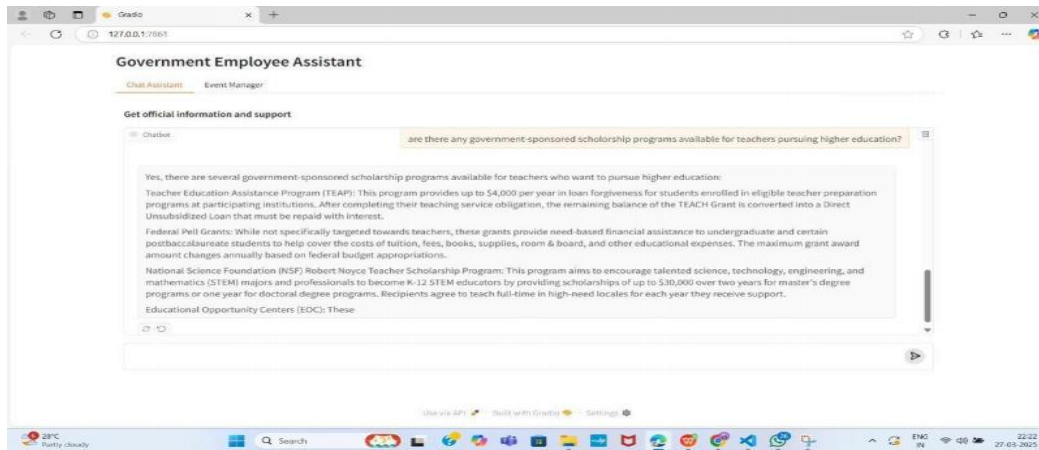 Gradio
127.0.0.1:7861
Government Employee Assistant
Chat Assistant Event Manager
Get official information and support
Chatbot
are there any government-sponsored scholorship programs available for teachers pursuing higher education?
Yes, there are several government-sponsored scholarship programs available for teachers who want to pursue higher education:
Teacher Education Assistance Program (TEAP): This program provides up to $4,000 per year in loan forgiveness for students enrolled in eligible teacher preparation
programs at participating institutions. After completing their teaching service obligation, the remaining balance of the TEACH Grant is converted into a Direct
Unsubsidized Loan that must be repaid with interest.
Federal Pell Grants: While not specifically targeted towards teachers, these grants provide need-based financial assistance to undergraduate and certain
postbaccalaureate students to help cover the costs of tuition, fees, books, supplies, room & board, and other educational expenses. The maximum grant award
amount changes annually based on federal budget appropriations.
National Science Foundation (NSF) Robert Noyce Teacher Scholarship Program: This program aims to encourage talented science, technology, engineering, and
mathematics (STEM) majors and professionals to become K-12 STEM educators by providing scholarships of up to $30,000 over two years for master's degree
programs or one year for doctoral degree programs. Recipients agree to teach full-time in high-need locales for each year they receive support.
Educational Opportunity Centers (EOC): These
Use via API Built with Gradio Settings
28°C
Partly cloudy
Search
ENG
IN
22:22
27-03-2025